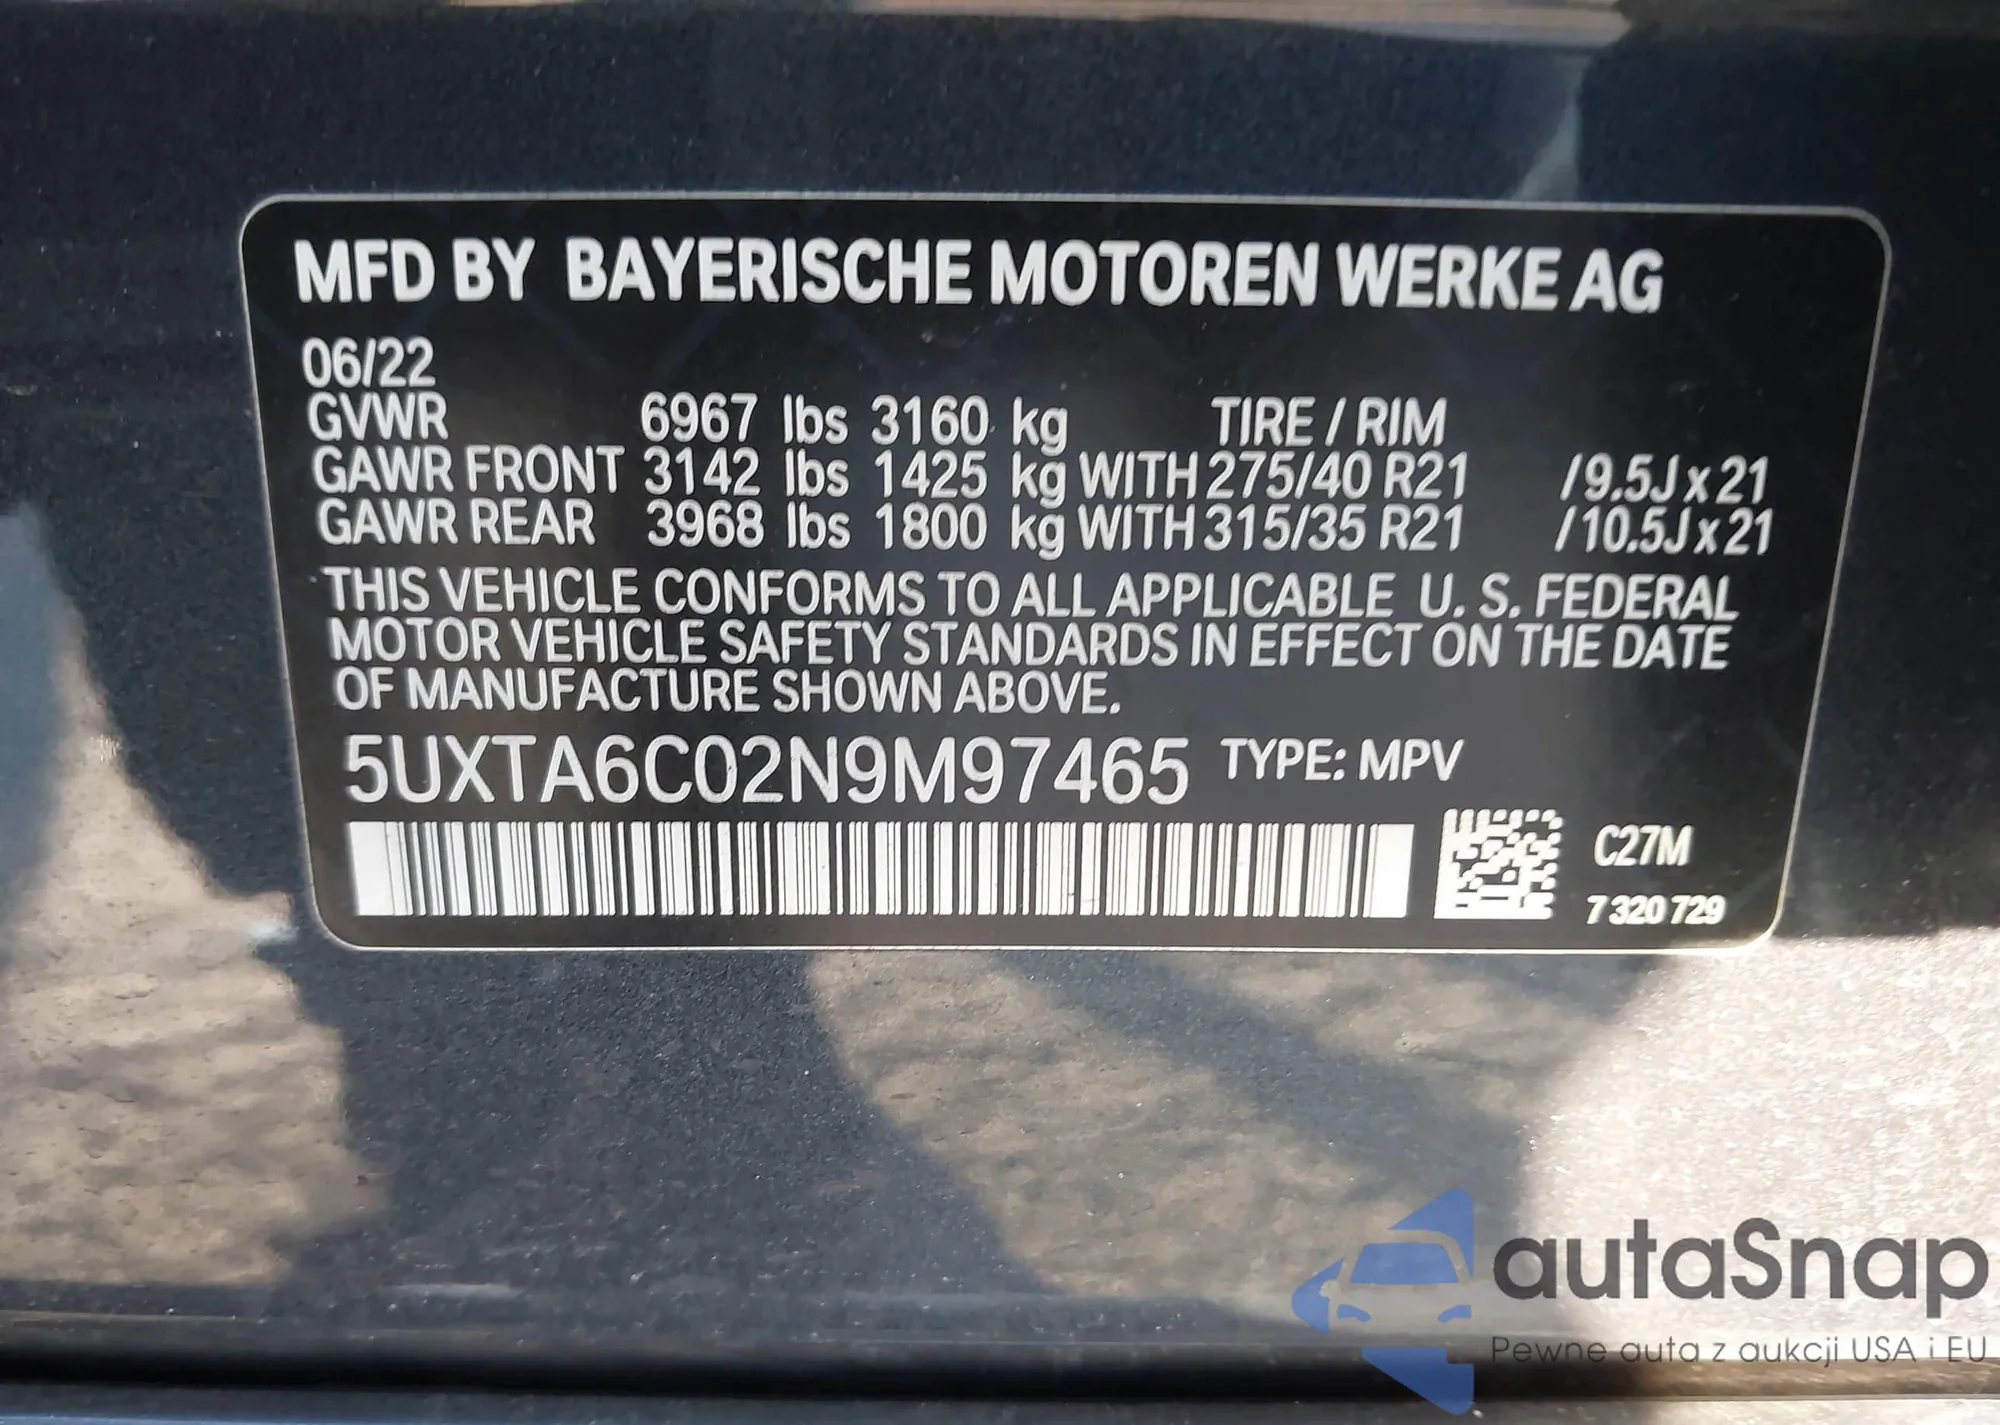 MFD BY BAYERISCHE MOTOREN WERKE AG
06/22
GVWR 6967 lbs 3160 kg TIRE / RIM
GAWR FRONT 3142 lbs 1425 kg WITH 275/40 R21 /9.5J x 21
GAWR REAR 3968 lbs 1800 kg WITH 315/35 R21 /10.5J x 21
THIS VEHICLE CONFORMS TO ALL APPLICABLE U. S. FEDERAL
MOTOR VEHICLE SAFETY STANDARDS IN EFFECT ON THE DATE
OF MANUFACTURE SHOWN ABOVE.
5UXTA6C02N9M97465 TYPE: MPV
C27M
7 320 729
autaSnap
Pewne auta z aukcji USA i EU